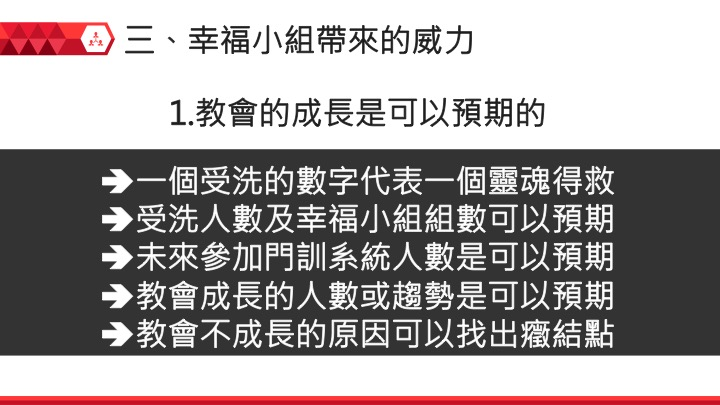 三、幸福小組帶來的威力
1.教會的成長是可以預期的
➔一個受洗的數字代表一個靈魂得救
➔受洗人數及幸福小組組數可以預期
➔未來參加門訓系統人數是可以預期
➔教會成長的人數或趨勢是可以預期
➔教會不成長的原因可以找出癥結點